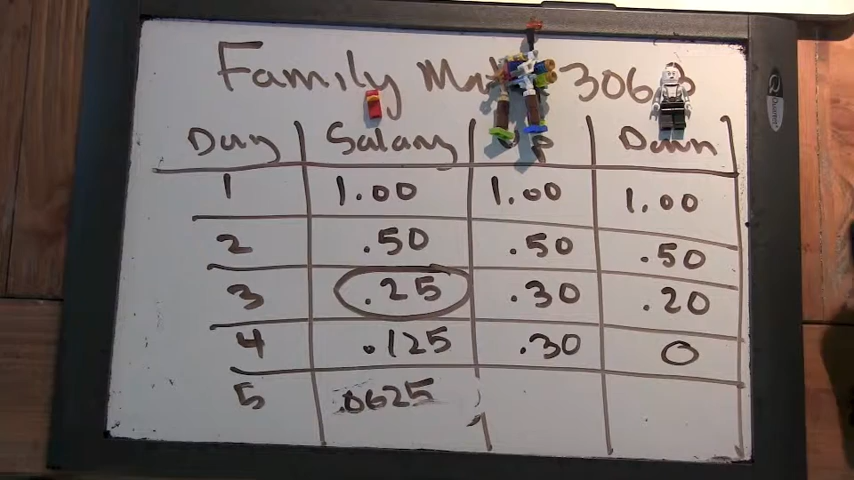 Family 306
Day Salary Down
1 1.00 1.00 1.00
2 .50 .50 .50
3 .25 .30 .20
4 .125 .30 0
5 .0625